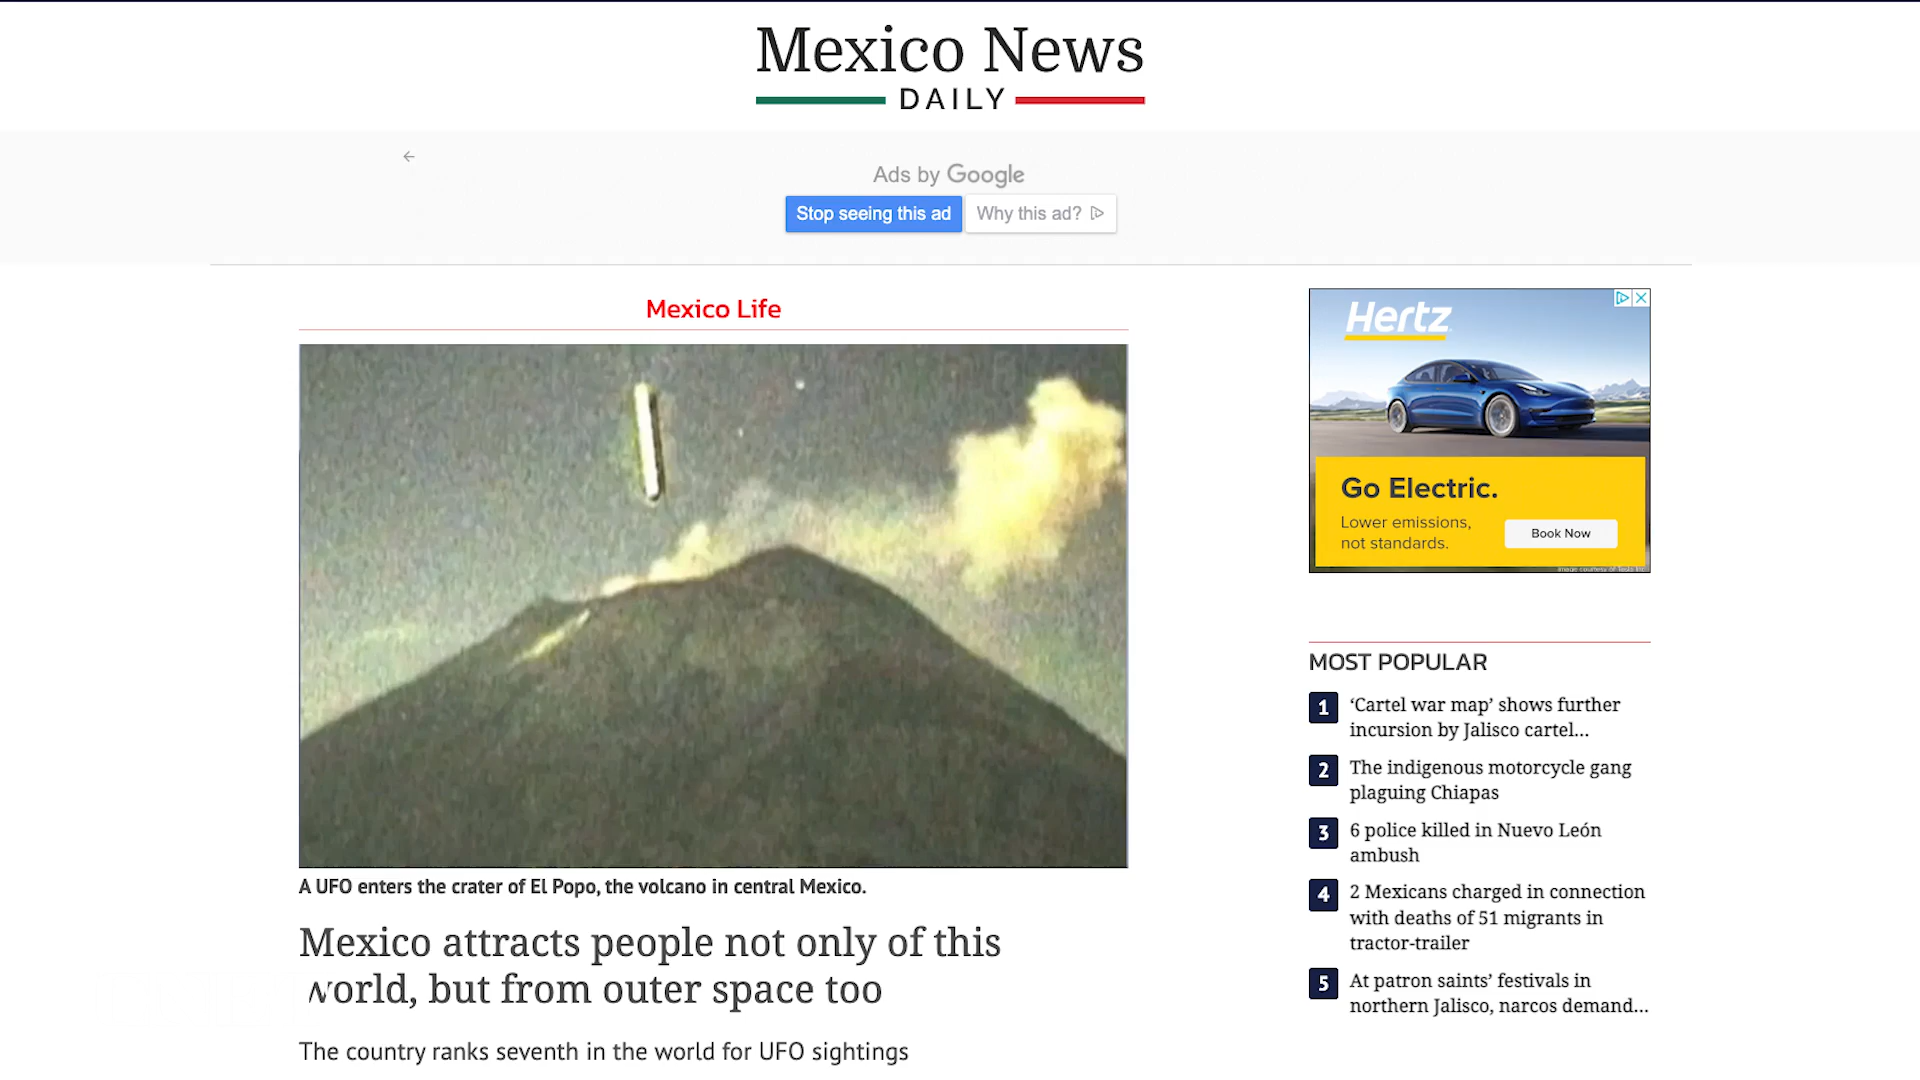 Mexico News
DAILY
Ads by Google
Stop seeing this ad
Why this ad?
Mexico Life
A UFO enters the crater of El Popo, the volcano in central Mexico.
Mexico attracts people not only of this
world, but from outer space too
The country ranks seventh in the world for UFO sightings
Hertz
Go Electric.
Lower emissions,
not standards.
Book Now
Image courtesy of Tesla, Inc.
MOST POPULAR
1 ‘Cartel war map’ shows further
incursion by Jalisco cartel...
2 The indigenous motorcycle gang
plaguing Chiapas
3 6 police killed in Nuevo León
ambush
4 2 Mexicans charged in connection
with deaths of 51 migrants in
tractor-trailer
5 At patron saints’ festivals in
northern Jalisco, narcos demand...